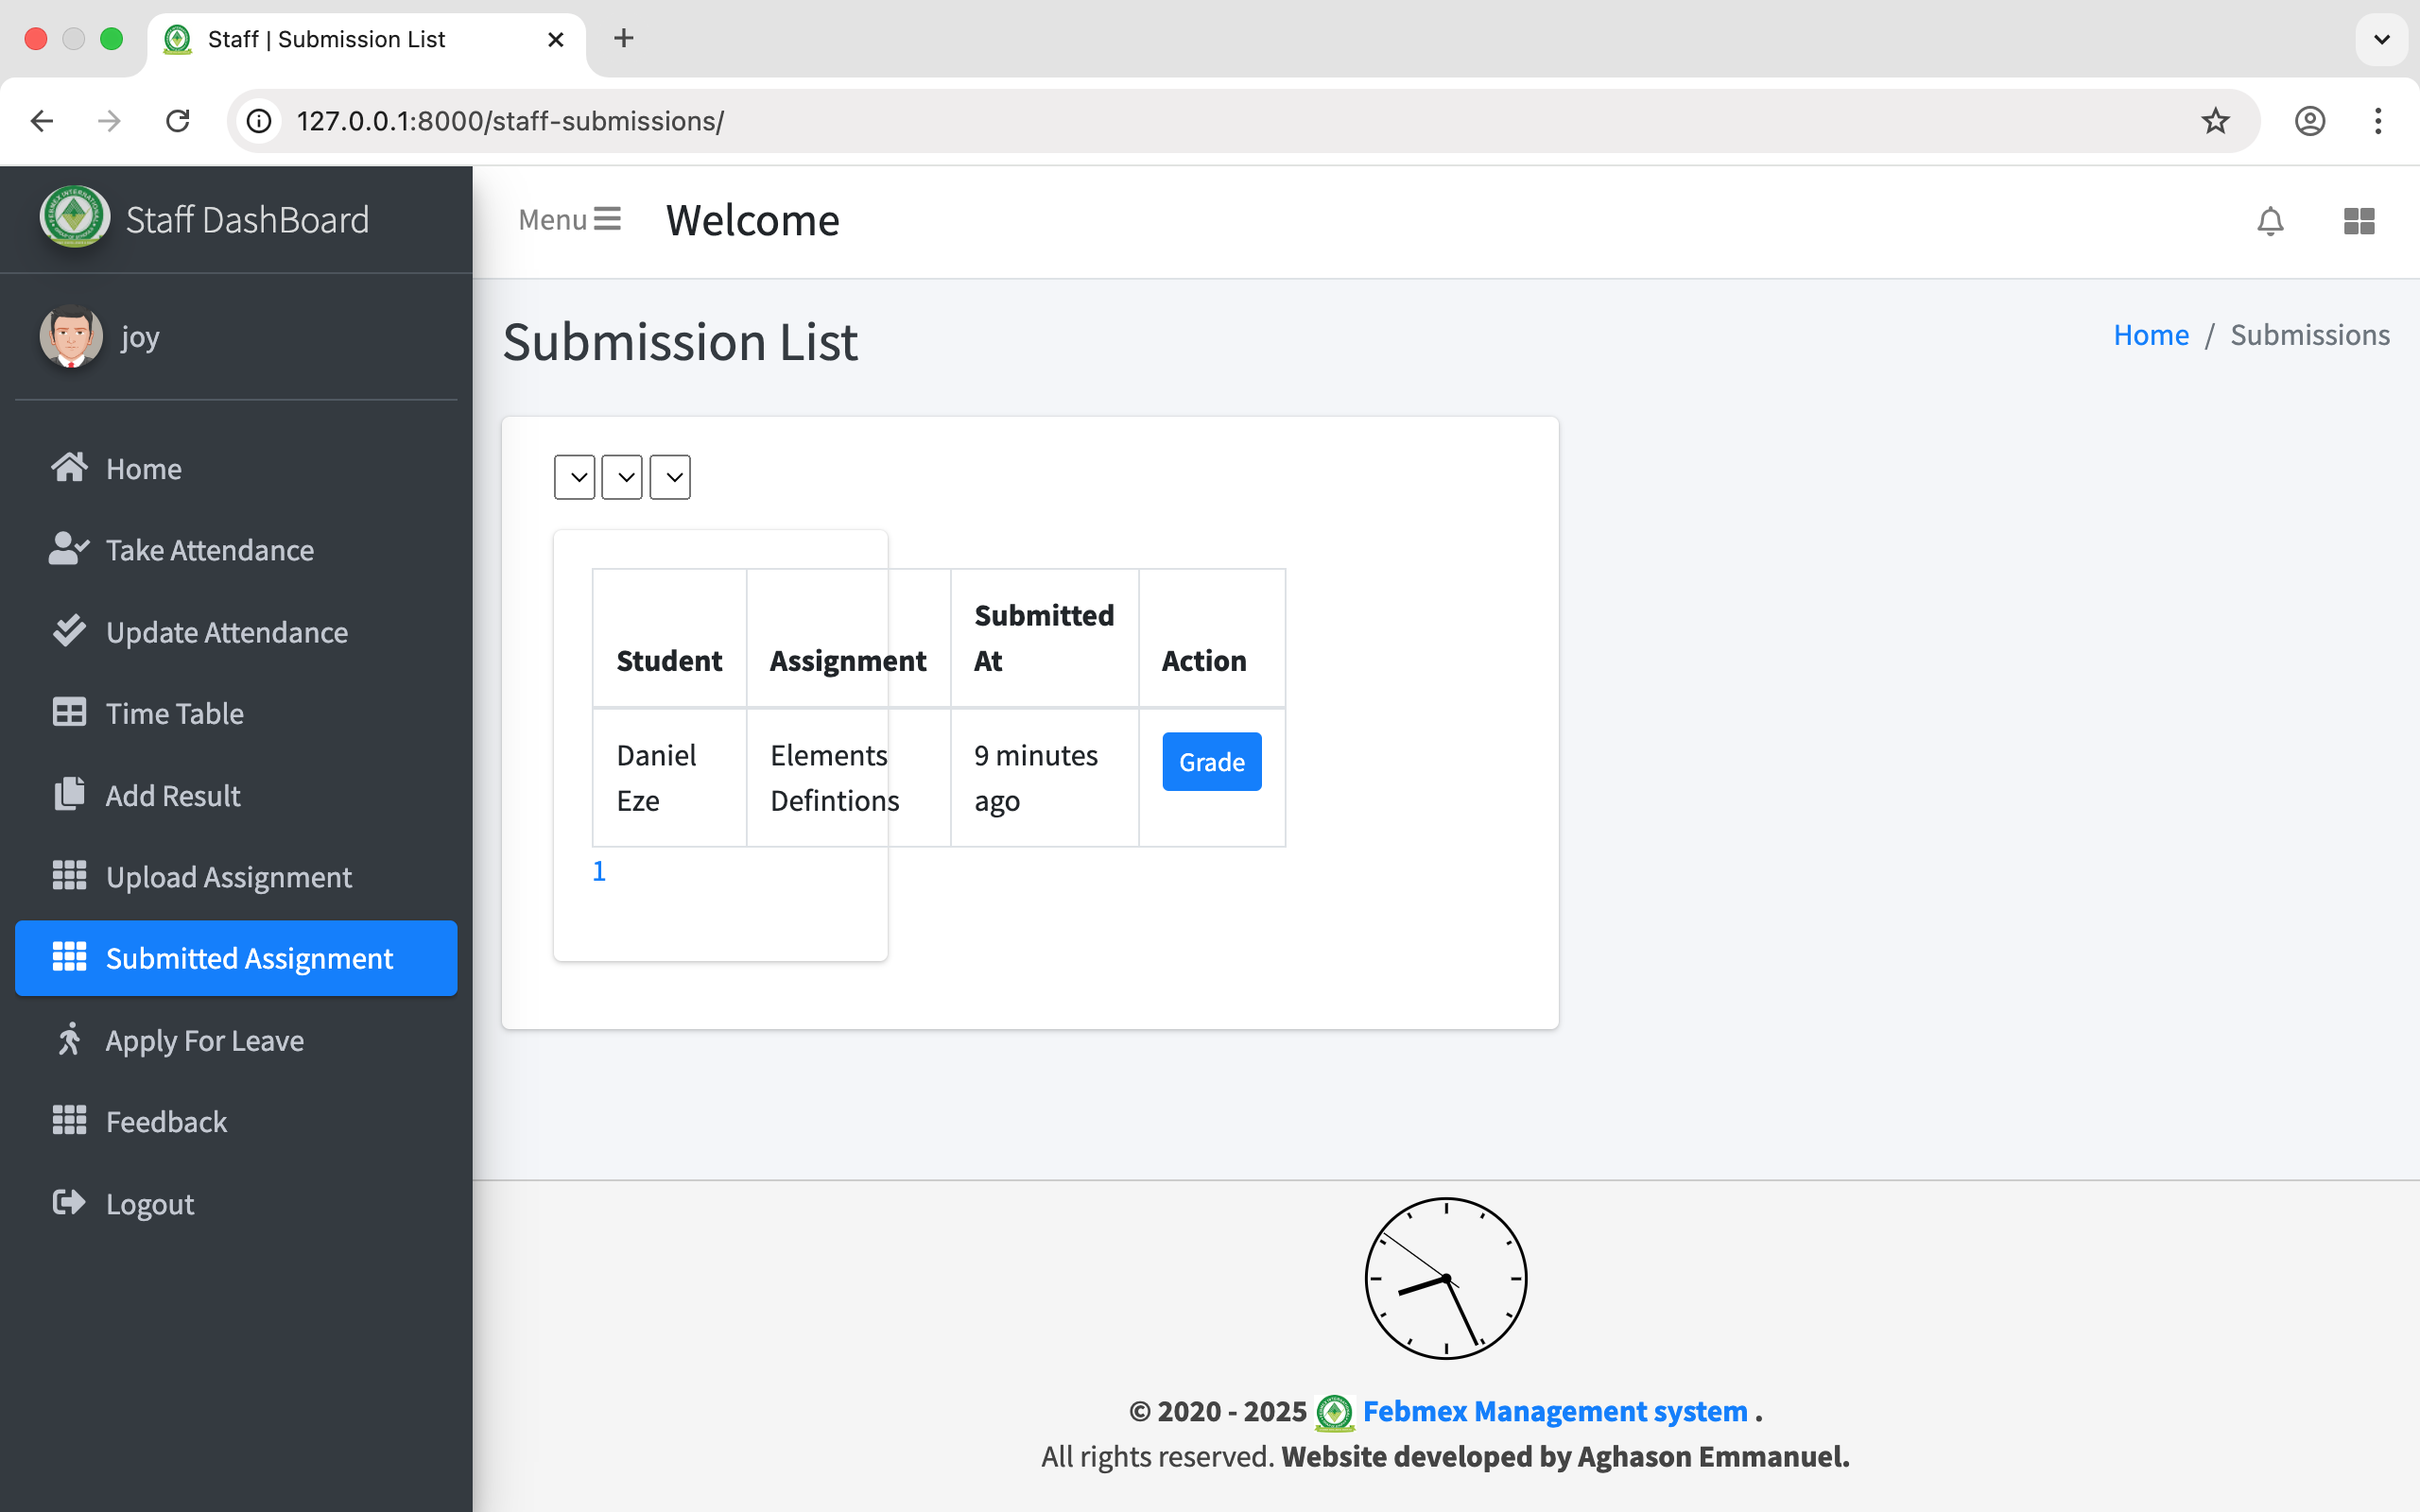 Staff | Submission List
127.0.0.1:8000/staff-submissions/
Staff DashBoard
Menu Welcome
joy
Submission List
Home / Submissions
Home
Take Attendance
Update Attendance
Time Table
Add Result
Upload Assignment
Submitted Assignment
Apply For Leave
Feedback
Logout
Submitted
Student Assignment At Action
Daniel Elements 9 minutes Grade
Eze Defintions ago
1
© 2020 - 2025 Febmex Management system .
All rights reserved. Website developed by Aghason Emmanuel.